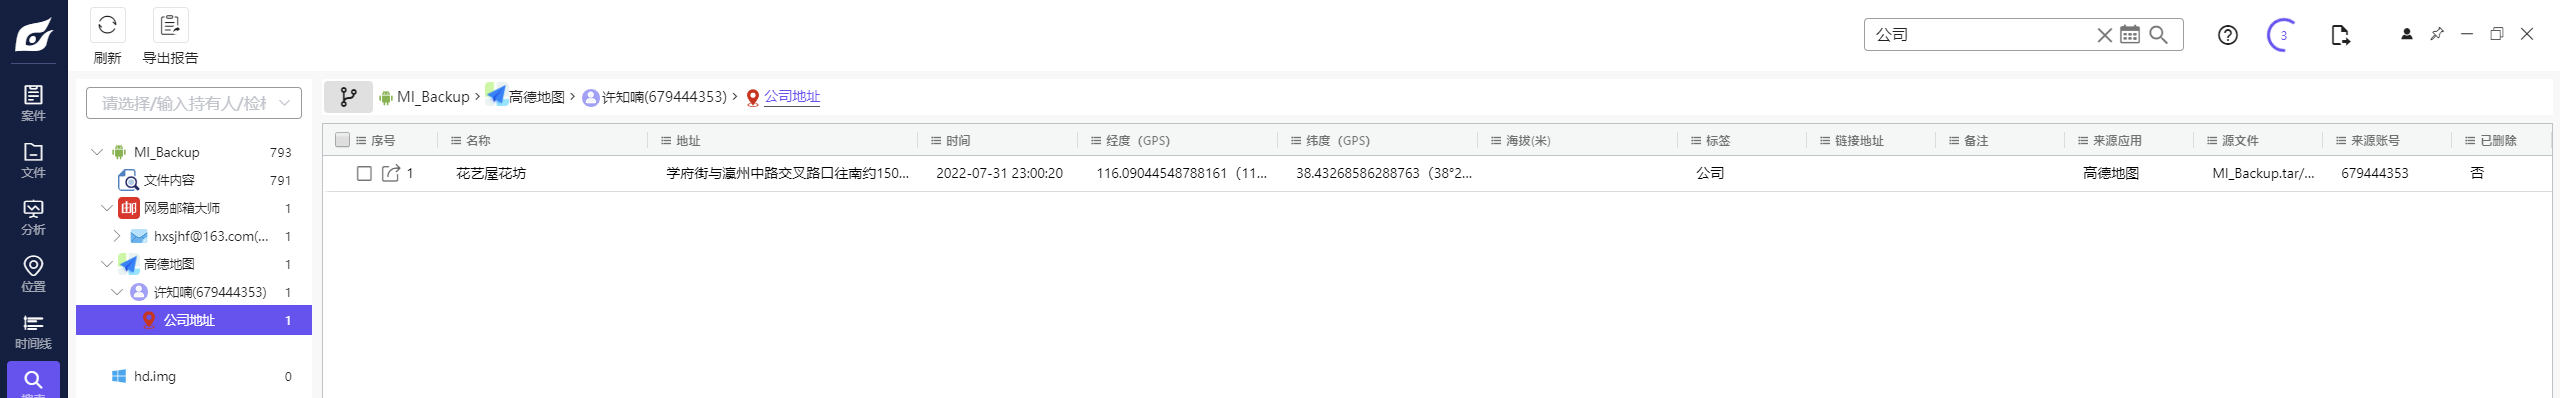 刷新
导出报告
公司
3
案件
文件
分析
位置
时间线
请选择/输入持有人/检材
MI_Backup 793
文件内容 791
网易邮箱大师 1
hxsjhf@163.com(... 1
高德地图 1
许知喃(679444353) 1
公司地址 1
hd.img 0
MI_Backup > 高德地图 > 许知喃(679444353) > 公司地址
序号 名称 地址 时间 经度（GPS） 纬度（GPS） 海拔(米) 标签 链接地址 备注 来源应用 源文件 来源账号 已删除
1 花艺屋花坊 学府街与瀛州中路交叉路口往南约150... 2022-07-31 23:00:20 116.09044548788161（11... 38.43268586288763（38°2... 公司 高德地图 MI_Backup.tar/... 679444353 否